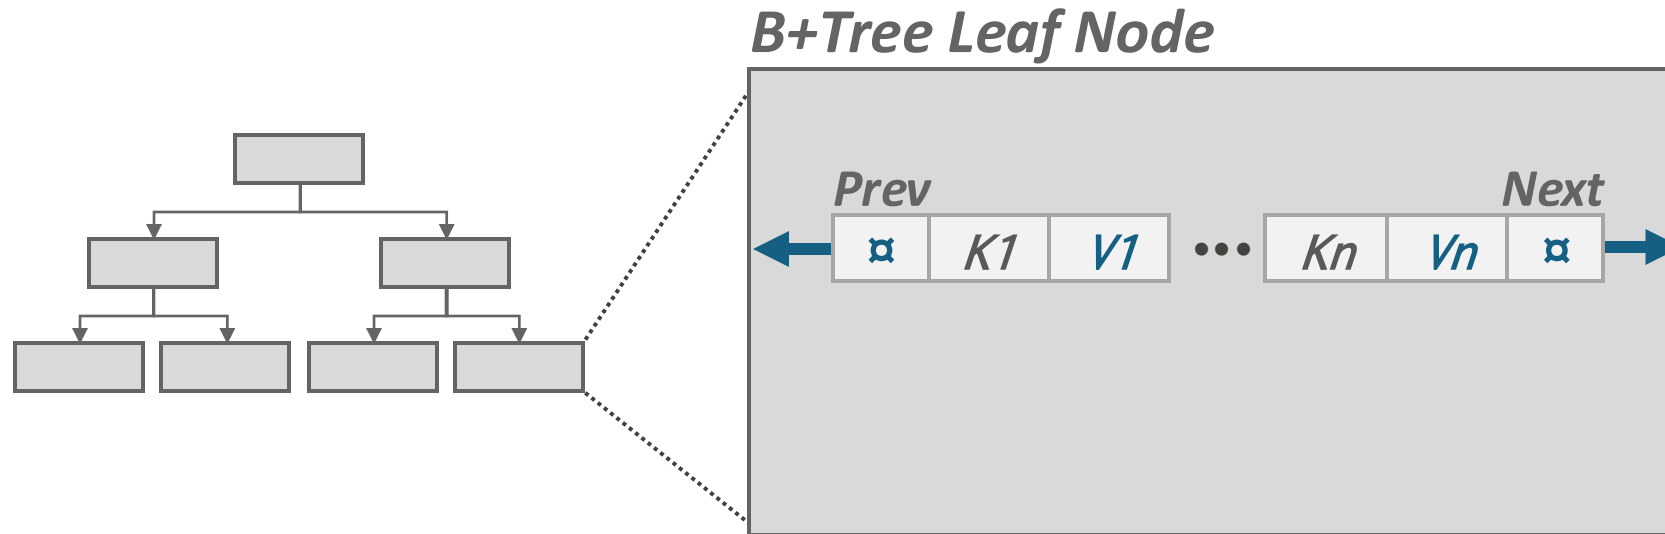 B+Tree Leaf Node
Prev Next
¤ K1 V1 ••• Kn Vn ¤